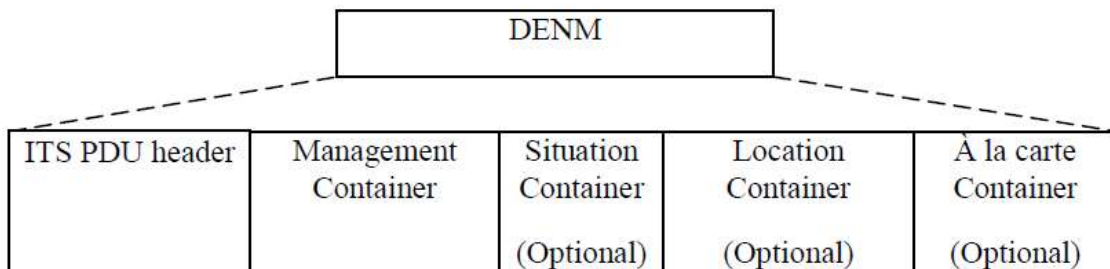 DENM
ITS PDU header
Management
Container
Situation
Container
(Optional)
Location
Container
(Optional)
À la carte
Container
(Optional)